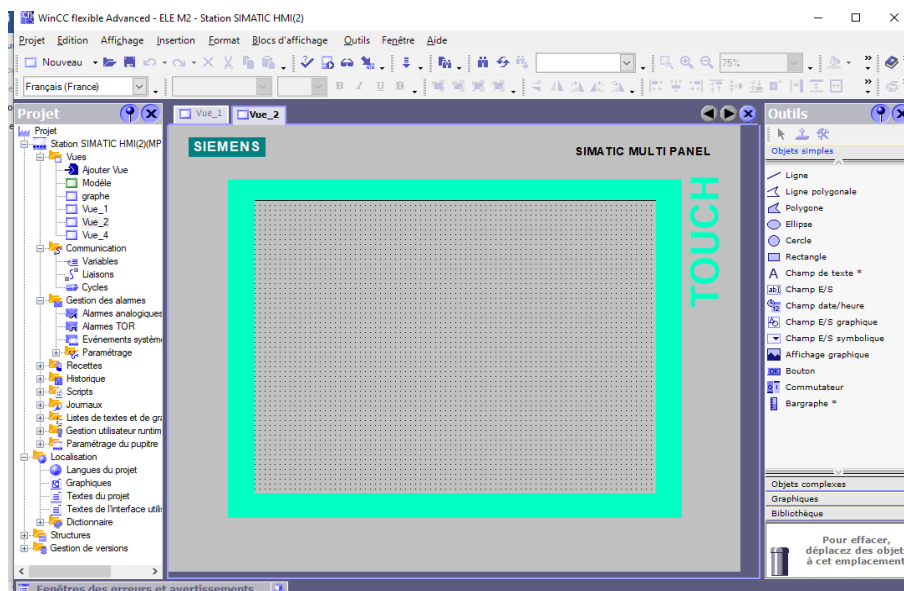 WinCC flexible Advanced - ELE M2 - Station SIMATIC HMI(2)
Projet Edition Affichage Insertion Format Blocs d'affichage Outils Fenêtre Aide
Nouveau 75%
Français (France) B I U B
Projet
Vue_1 Vue_2
Outils
Projet
Station SIMATIC HMI(2)(MP
Vues
Ajouter Vue
Modèle
graphe
Vue_1
Vue_2
Vue_4
Communication
Variables
Liaisons
Cycles
Gestion des alarmes
Alarmes analogiques
Alarmes TOR
Evénements systèm
Paramétrage
Recettes
Historique
Scripts
Journaux
Listes de textes et de gra
Gestion utilisateur runtim
Paramétrage du pupitre
Localisation
Langues du projet
Graphiques
Textes du projet
Textes de l'interface utili
Dictionnaire
Structures
Gestion de versions
SIEMENS
SIMATIC MULTI PANEL
TOUCH
Objets simples
Ligne
Ligne polygonale
Polygone
Ellipse
Cercle
Rectangle
A Champ de texte *
Champ E/S
Champ date/heure
Champ E/S graphique
Champ E/S symbolique
Affichage graphique
OK Bouton
Commutateur
Bargraphe *
Objets complexes
Graphiques
Bibliothèque
Pour effacer,
déplacez des objet
à cet emplacement
Fenêtres des erreurs et avertissements